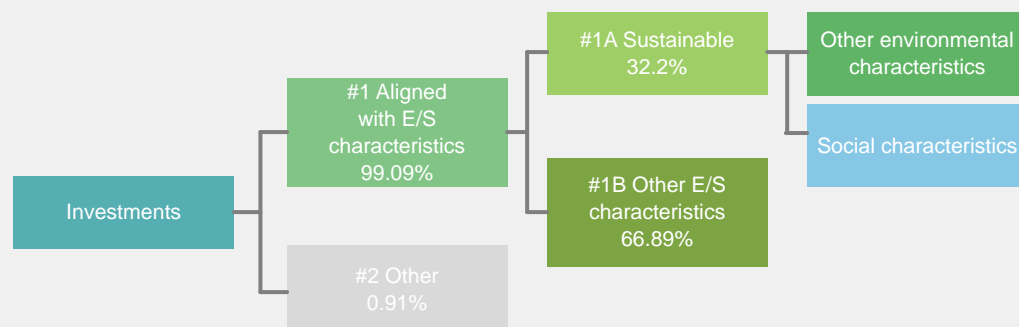 Investments
#1 Aligned
with E/S
characteristics
99.09%
#2 Other
0.91%
#1A Sustainable
32.2%
#1B Other E/S
characteristics
66.89%
Other environmental
characteristics
Social characteristics